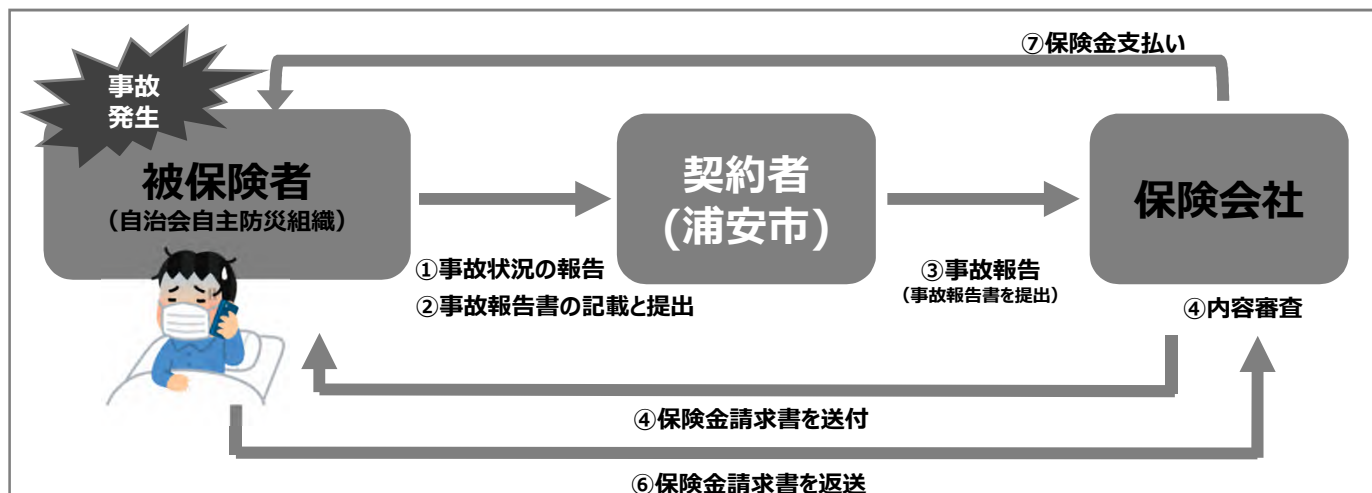 ⑦保険金支払い
事故
発生
被保険者
（自治会自主防災組織）
契約者
(浦安市)
保険会社
①事故状況の報告
②事故報告書の記載と提出
③事故報告
（事故報告書を提出）
④内容審査
④保険金請求書を送付
⑥保険金請求書を返送